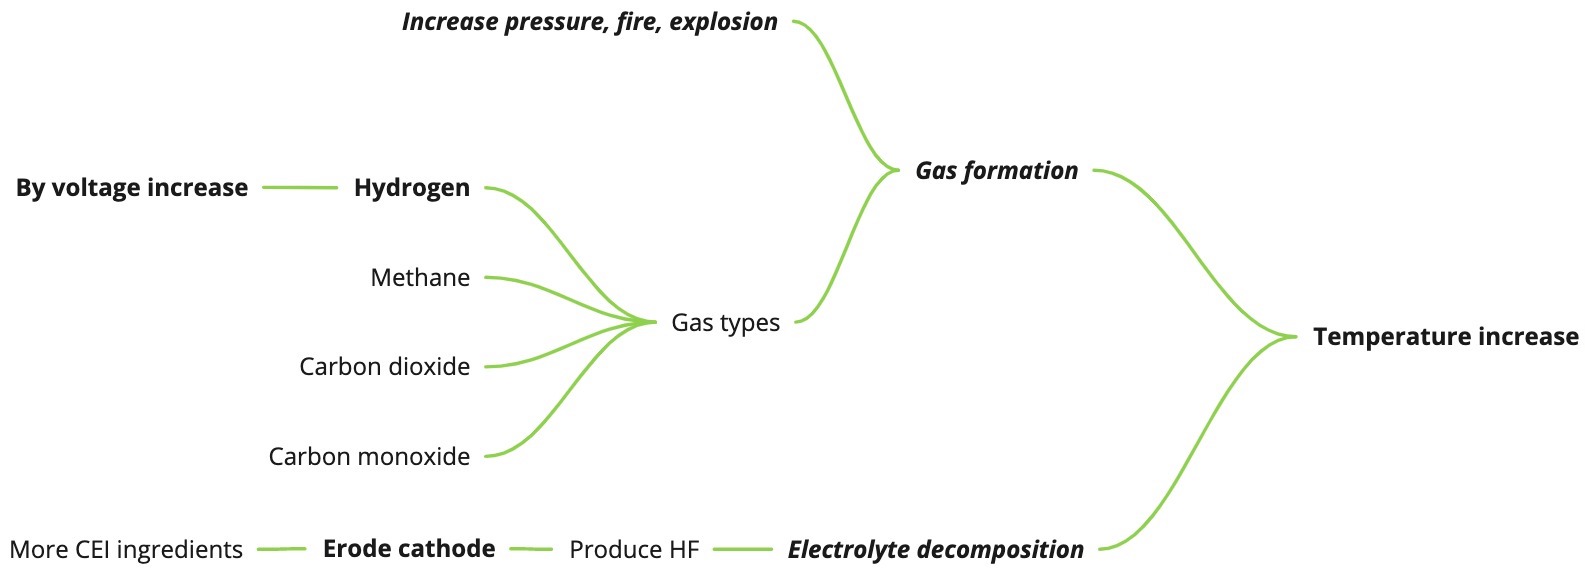 Increase pressure, fire, explosion
Gas formation
By voltage increase
Hydrogen
Methane
Gas types
Temperature increase
Carbon dioxide
Carbon monoxide
More CEI ingredients
Erode cathode
Produce HF
Electrolyte decomposition